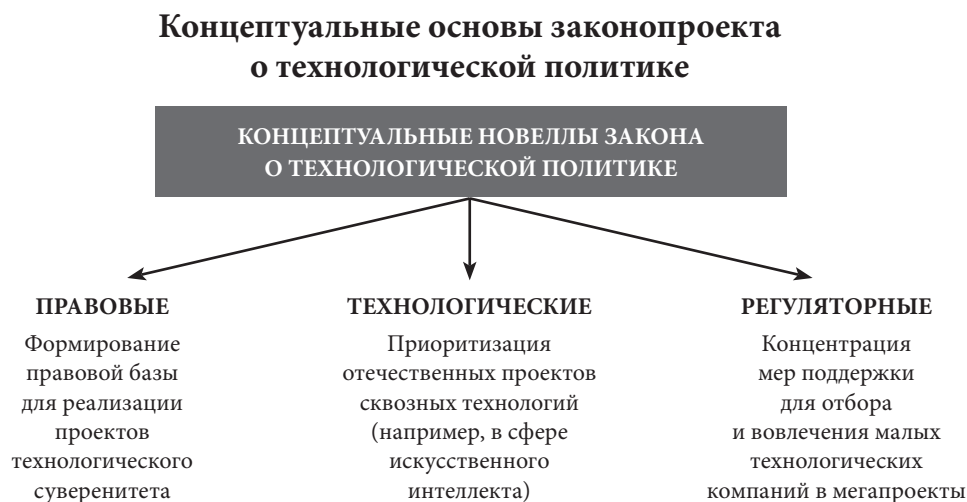 Концептуальные основы законопроекта
о технологической политике
КОНЦЕПТУАЛЬНЫЕ НОВЕЛЛЫ ЗАКОНА
О ТЕХНОЛОГИЧЕСКОЙ ПОЛИТИКЕ
ПРАВОВЫЕ
Формирование
правовой базы
для реализации
проектов
технологического
суверенитета
ТЕХНОЛОГИЧЕСКИЕ
Приоритизация
отечественных проектов
сквозных технологий
(например, в сфере
искусственного
интеллекта)
РЕГУЛЯТОРНЫЕ
Концентрация
мер поддержки
для отбора
и вовлечения малых
технологических
компаний в мегапроекты